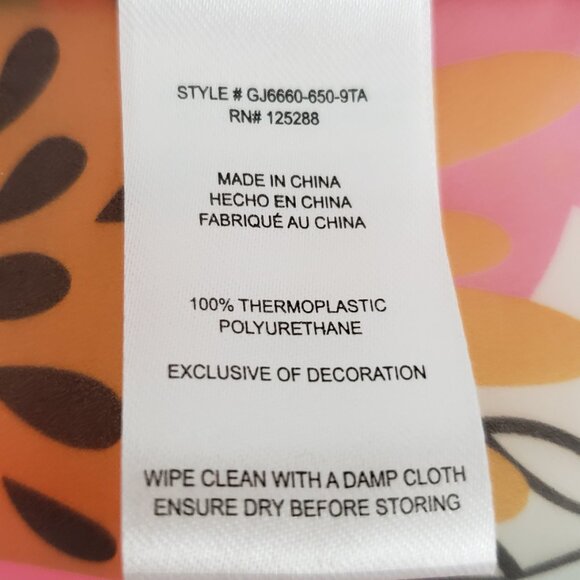 STYLE # GJ6660-650-9TA
RN# 125288
MADE IN CHINA
HECHO EN CHINA
FABRIQUÉ AU CHINA
100% THERMOPLASTIC
POLYURETHANE
EXCLUSIVE OF DECORATION
WIPE CLEAN WITH A DAMP CLOTH
ENSURE DRY BEFORE STORING